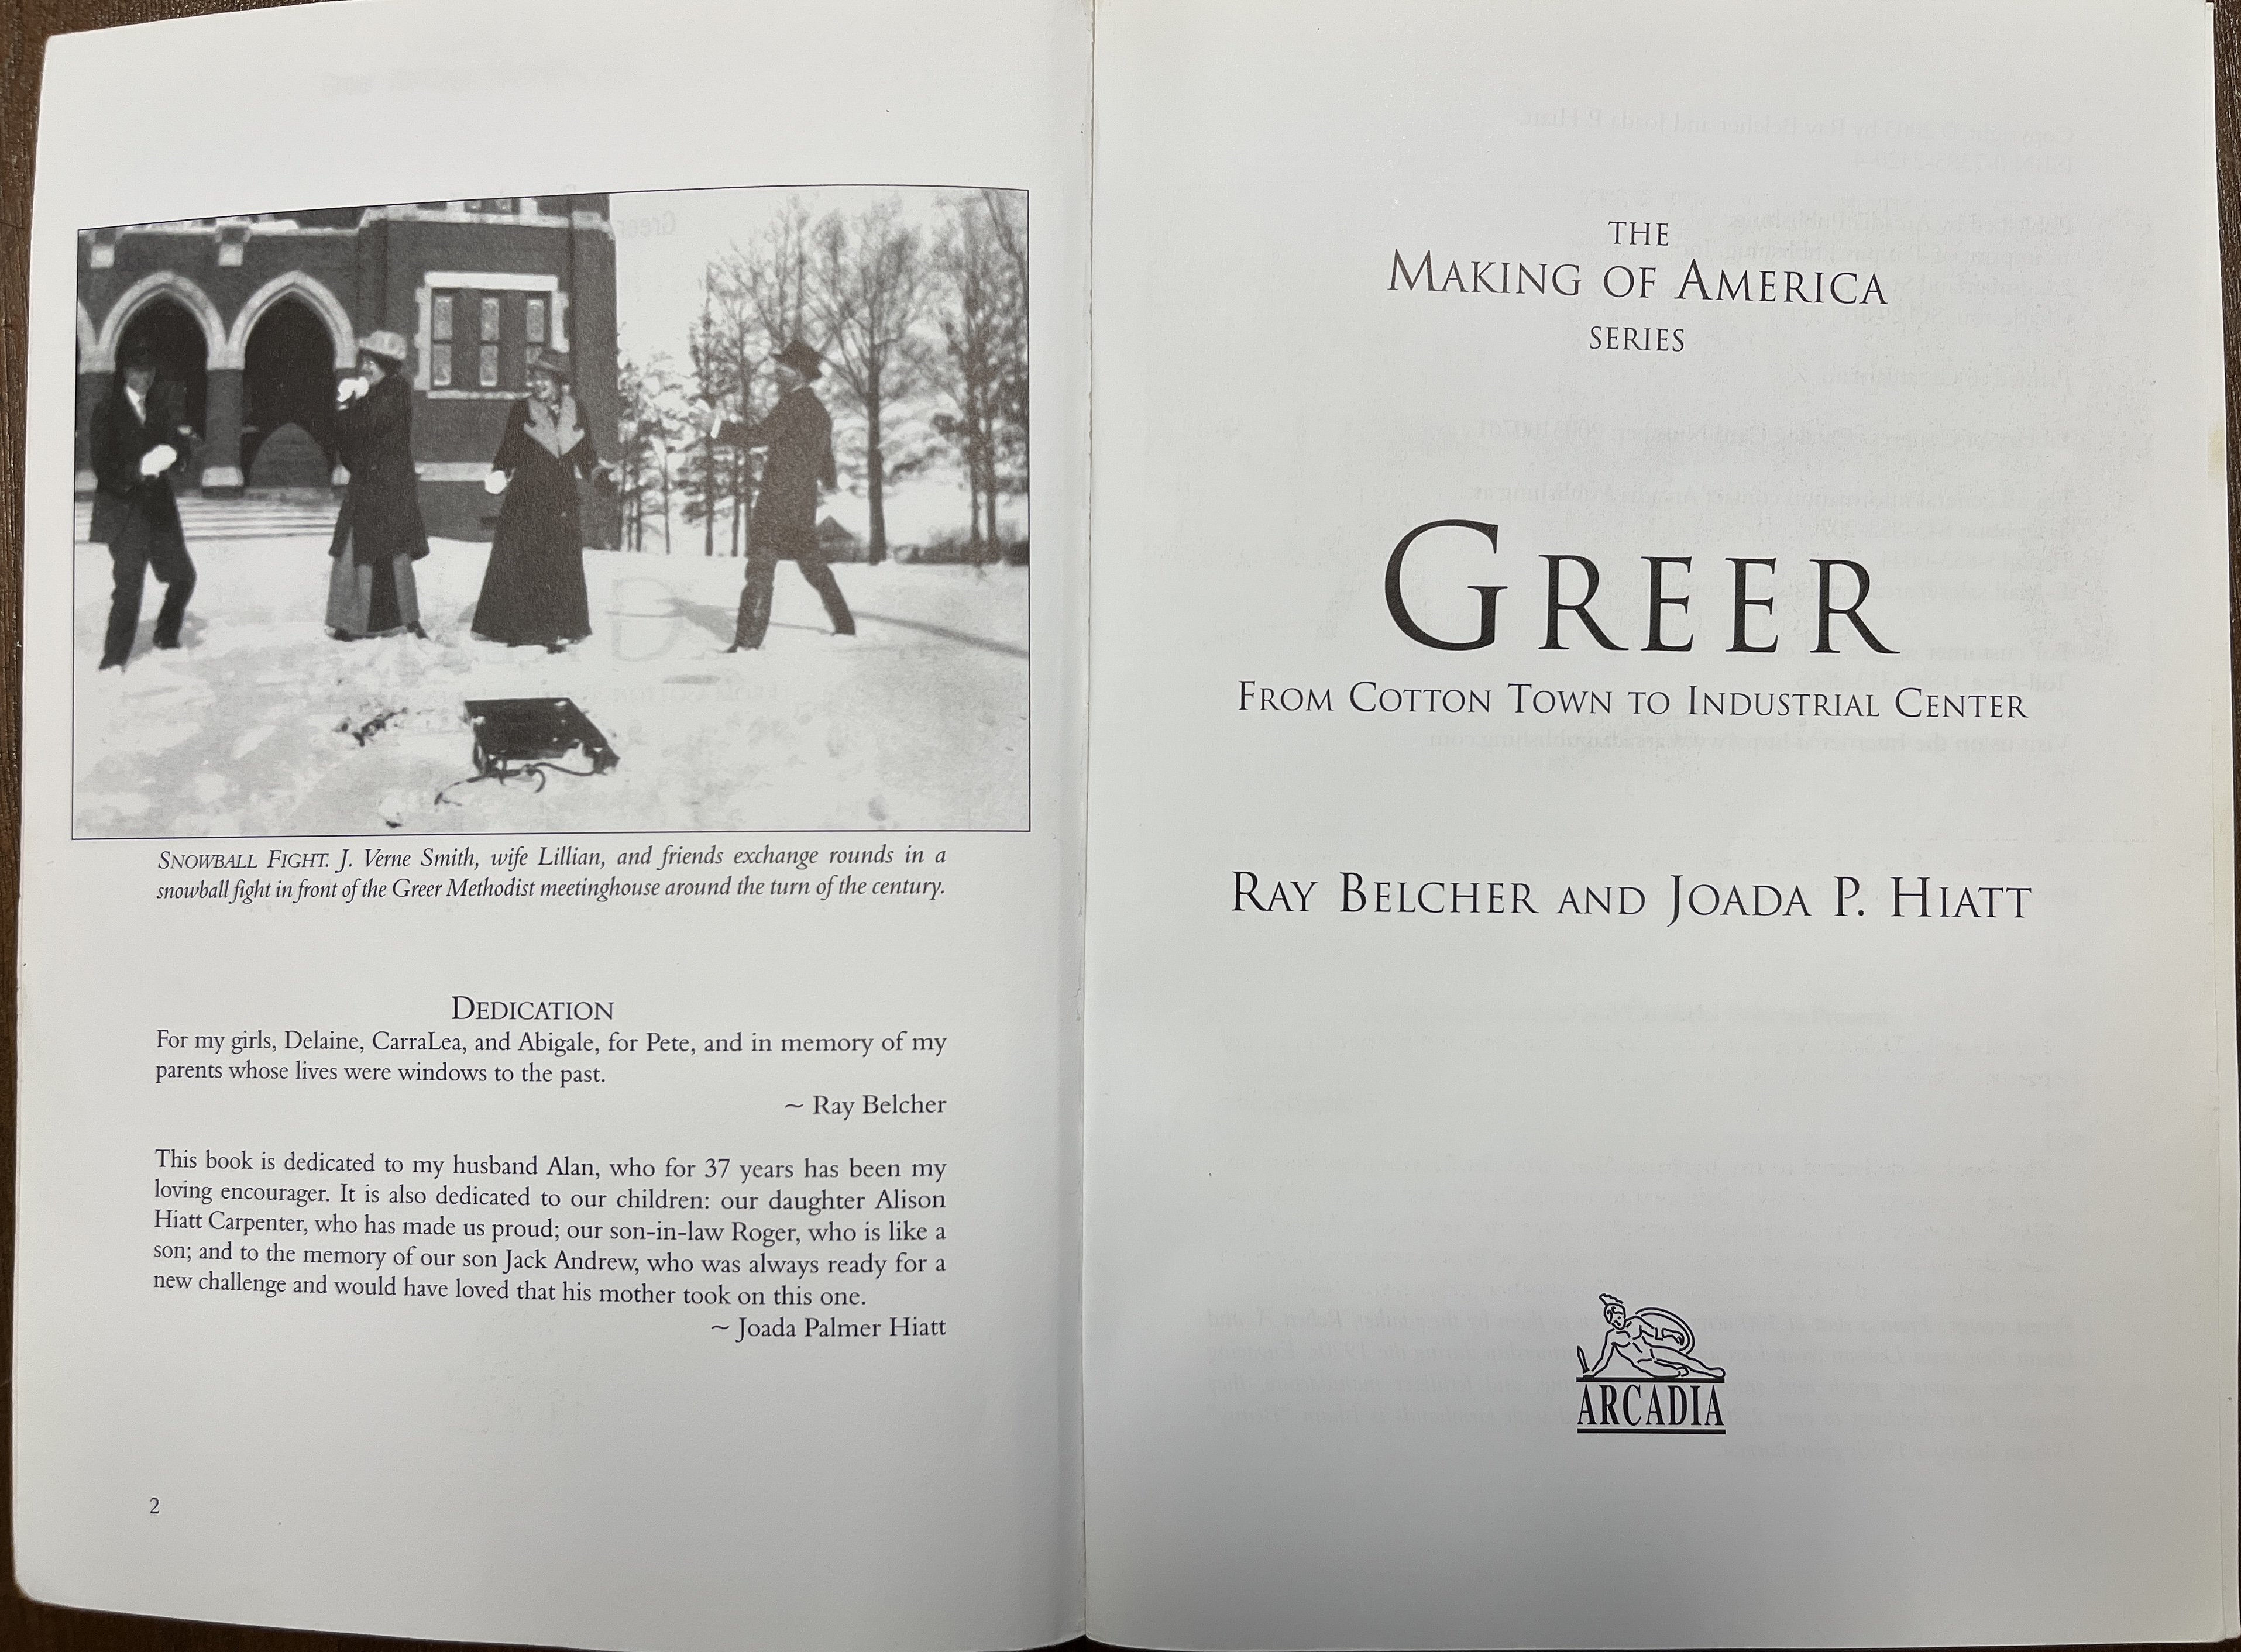 SNOWBALL FIGHT. J. Verne Smith, wife Lillian, and friends exchange rounds in a
snowball fight in front of the Greer Methodist meetinghouse around the turn of the century.
DEDICATION
For my girls, Delaine, CarraLea, and Abigale, for Pete, and in memory of my
parents whose lives were windows to the past.
~ Ray Belcher
This book is dedicated to my husband Alan, who for 37 years has been my
loving encourager. It is also dedicated to our children: our daughter Alison
Hiatt Carpenter, who has made us proud; our son-in-law Roger, who is like a
son; and to the memory of our son Jack Andrew, who was always ready for a
new challenge and would have loved that his mother took on this one.
~ Joada Palmer Hiatt
2
THE
MAKING OF AMERICA
SERIES
GREER
FROM COTTON TOWN TO INDUSTRIAL CENTER
RAY BELCHER AND JOADA P. HIATT
ARCADIA